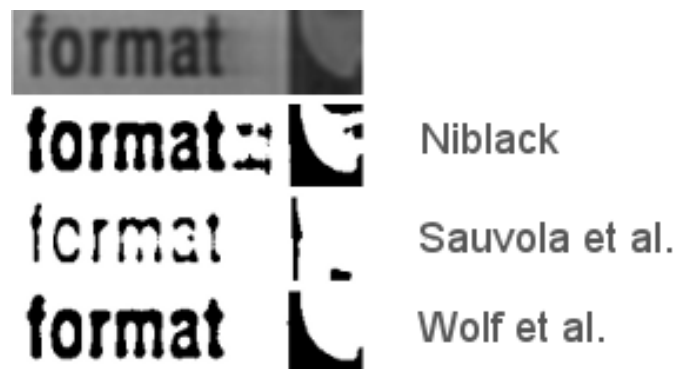 format
format Niblack
format Sauvola et al.
format Wolf et al.